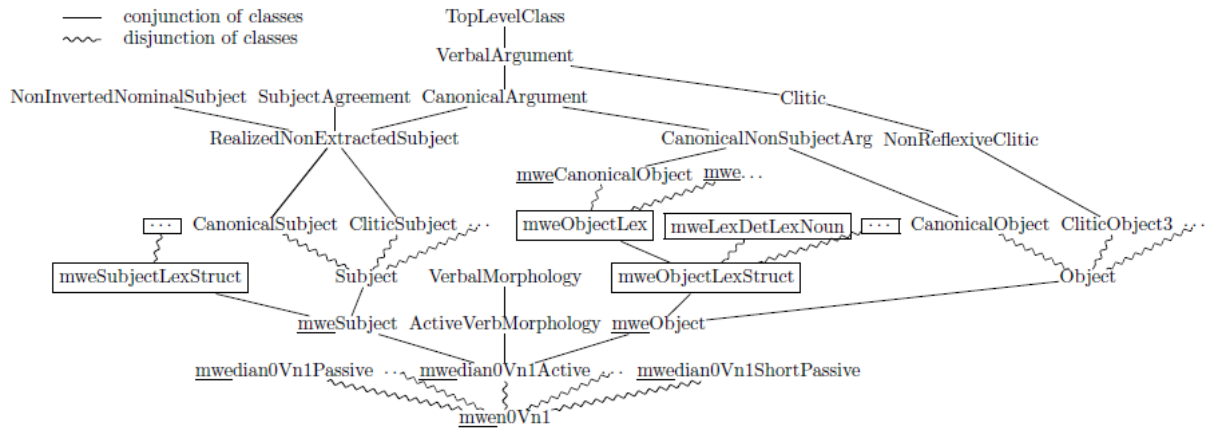 conjunction of classes
disjunction of classes
TopLevelClass
VerbalArgument
NonInvertedNominalSubject SubjectAgreement CanonicalArgument Clitic
RealizedNonExtractedSubject CanonicalNonSubjectArg NonReflexiveClitic
mweCanonicalObject mwe...
... CanonicalSubject CliticSubject ... mweObjectLex mweLexDetLexNoun ... CanonicalObject CliticObject3 ...
mweSubjectLexStruct Subject VerbalMorphology mweObjectLexStruct Object
mweSubject ActiveVerbMorphology mweObject
mwedian0Vn1Passive ... mwedian0Vn1Active ... mwedian0Vn1ShortPassive
mwen0Vn1